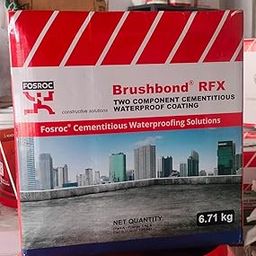 FOSROC
constructive solutions
Brushbond® RFX
TWO COMPONENT CEMENTITIOUS
WATERPROOF COATING
Fosroc® Cementitious Waterproofing Solutions
NET QUANTITY
6.71 kg